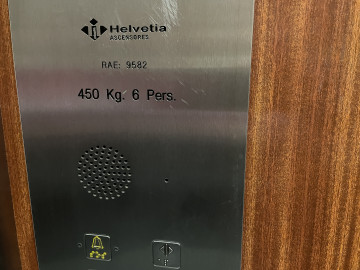 Helvetia
ASCENSORES
RAE: 9582
450 Kg. 6 Pers.